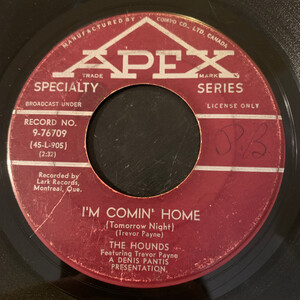 MANUFACTURED BY COMPO CO., LTD., CANADA
APEX
TRADE MARK
SPECIALTY SERIES
BROADCAST UNDER LICENSE ONLY
RECORD NO.
9-76709
(45-L-905)
(2:32)
Recorded by
Lark Records,
Montreal, Que.
I'M COMIN' HOME
(Tomorrow Night)
(Trevor Payne)
THE HOUNDS
Featuring Trevor Payne
A DENIS PANTIS
PRESENTATION